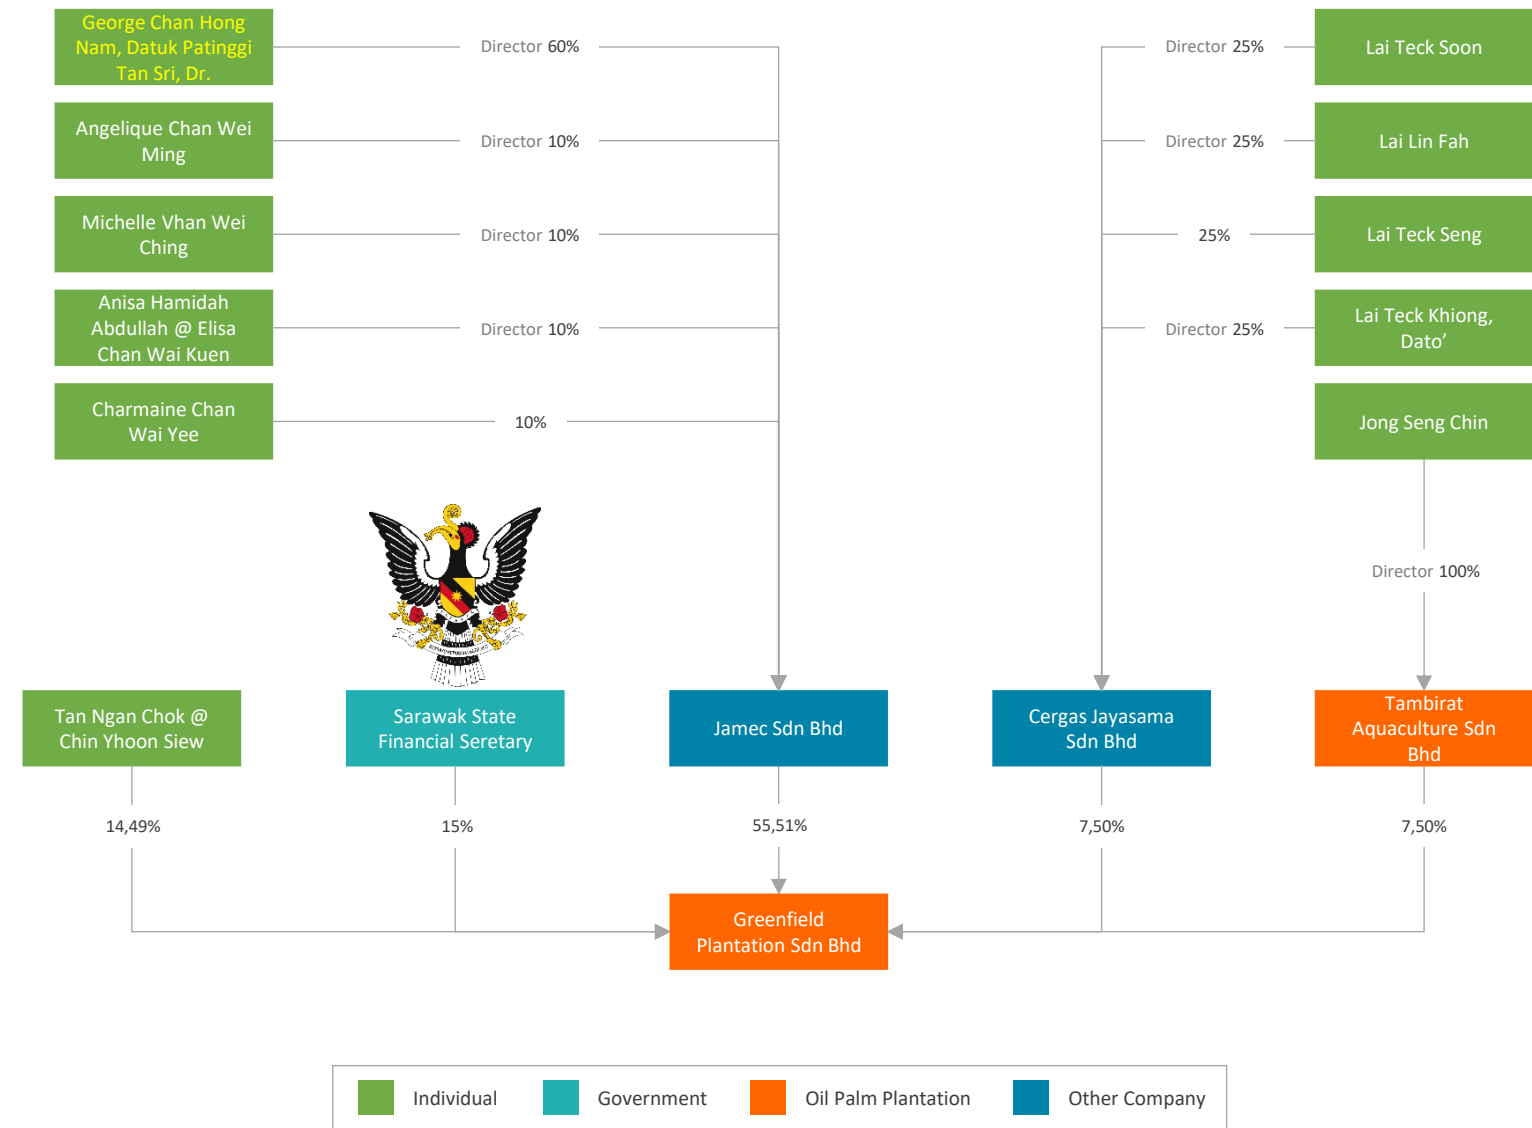 George Chan Hong
Nam, Datuk Patinggi
Tan Sri, Dr.
Director 60%
Director 25%
Lai Teck Soon
Angelique Chan Wei
Ming
Director 10%
Director 25%
Lai Lin Fah
Michelle Vhan Wei
Ching
Director 10%
25%
Lai Teck Seng
Anisa Hamidah
Abdullah @ Elisa
Chan Wai Kuen
Director 10%
Director 25%
Lai Teck Khiong,
Dato’
Charmaine Chan
Wai Yee
10%
Jong Seng Chin
Director 100%
Tan Ngan Chok @
Chin Yhoon Siew
Sarawak State
Financial Seretary
Jamec Sdn Bhd
Cergas Jayasama
Sdn Bhd
Tambirat
Aquaculture Sdn
Bhd
14,49%
15%
55,51%
7,50%
7,50%
Greenfield
Plantation Sdn Bhd
Individual
Government
Oil Palm Plantation
Other Company